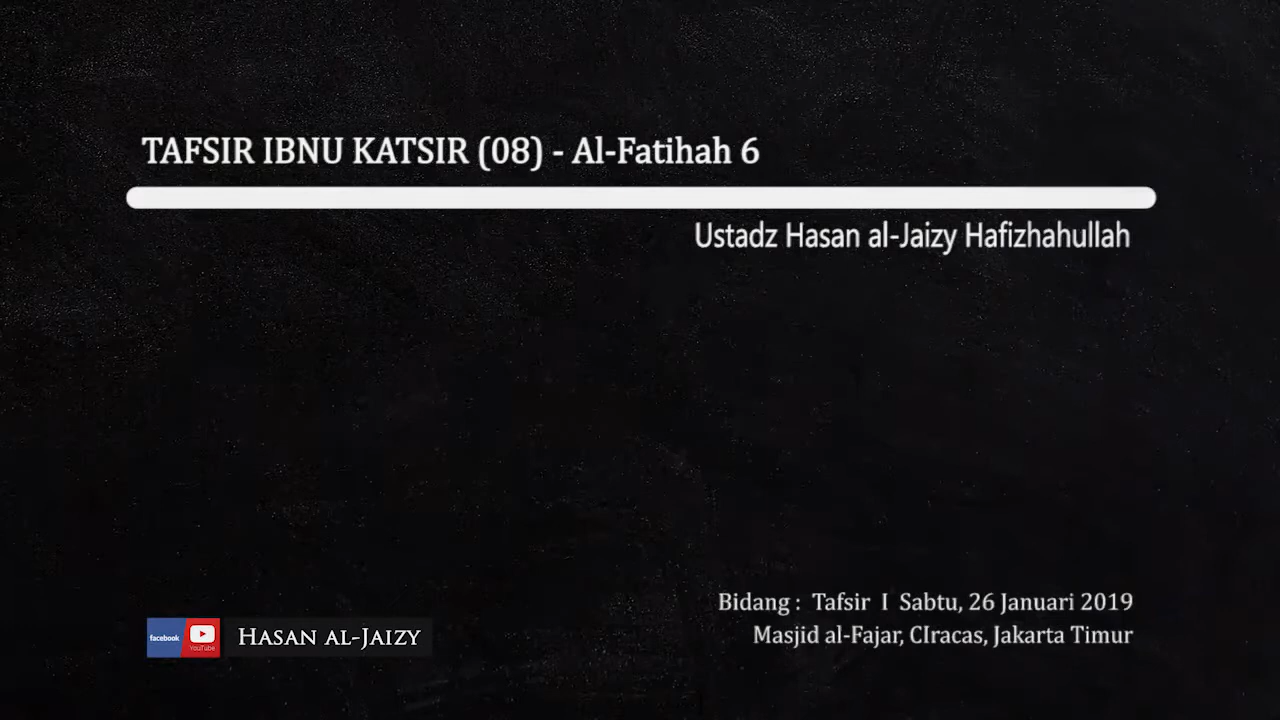 TAFSIR IBNU KATSIR (08) - Al-Fatihah 6
Ustadz Hasan al-Jaizy Hafizhahullah
Bidang : Tafsir I Sabtu, 26 Januari 2019
Masjid al-Fajar, CIracas, Jakarta Timur
facebook
YouTube
HASAN AL-JAIZY